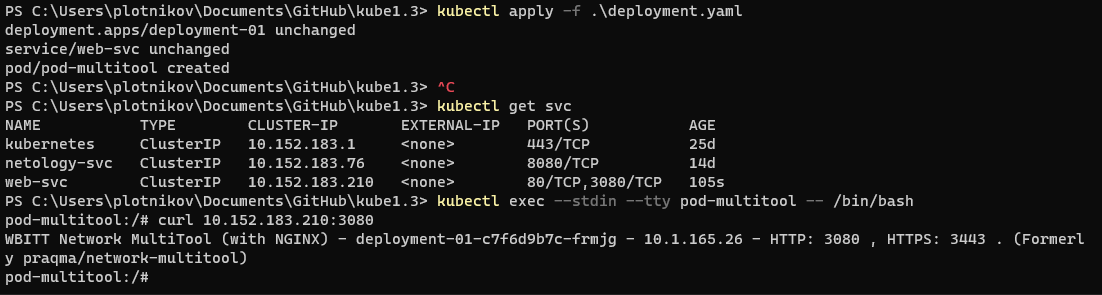 PS C:\Users\plotnikov\Documents\GitHub\kube1.3> kubectl apply -f .\deployment.yaml
deployment.apps/deployment-01 unchanged
service/web-svc unchanged
pod/pod-multitool created
PS C:\Users\plotnikov\Documents\GitHub\kube1.3> ^C
PS C:\Users\plotnikov\Documents\GitHub\kube1.3> kubectl get svc
NAME           TYPE        CLUSTER-IP       EXTERNAL-IP   PORT(S)           AGE
kubernetes     ClusterIP   10.152.183.1     <none>        443/TCP           25d
netology-svc   ClusterIP   10.152.183.76    <none>        8080/TCP          14d
web-svc        ClusterIP   10.152.183.210   <none>        80/TCP,3080/TCP   105s
PS C:\Users\plotnikov\Documents\GitHub\kube1.3> kubectl exec --stdin --tty pod-multitool -- /bin/bash
pod-multitool:/# curl 10.152.183.210:3080
WBITT Network MultiTool (with NGINX) - deployment-01-c7f6d9b7c-frmjg - 10.1.165.26 - HTTP: 3080 , HTTPS: 3443 . (Formerl
y praqma/network-multitool)
pod-multitool:/#